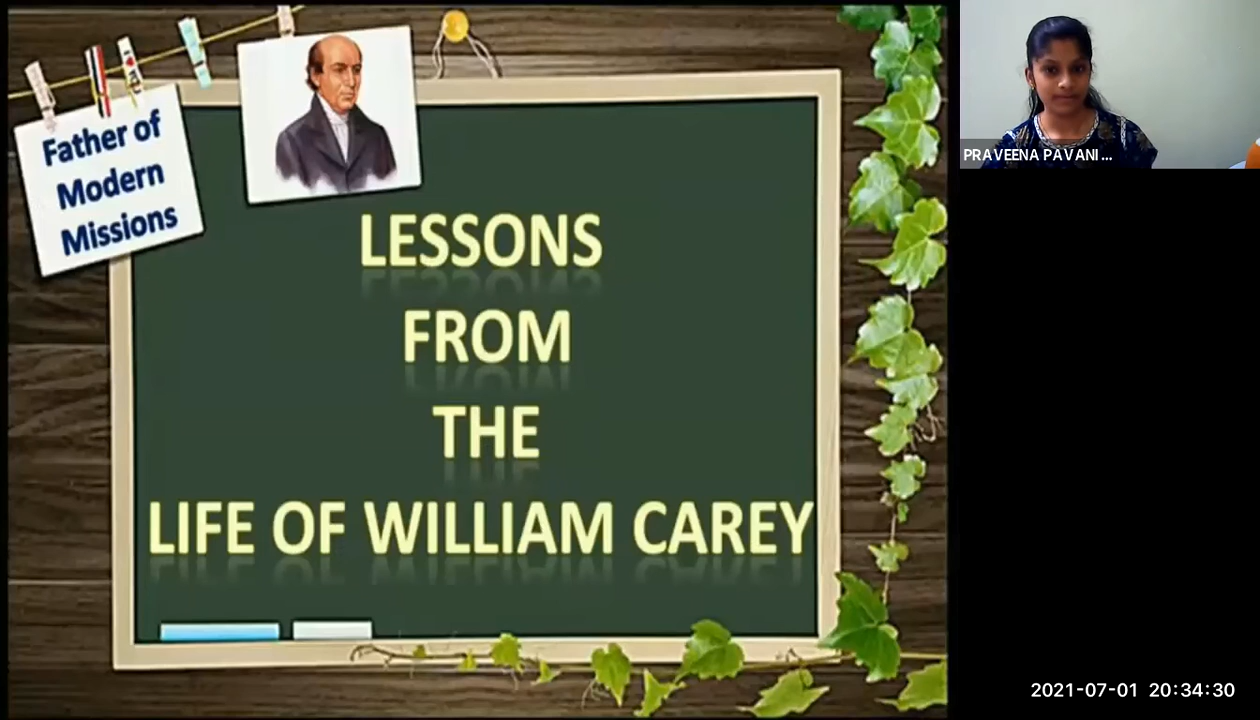 Father of
Modern
Missions
LESSONS
FROM
THE
LIFE OF WILLIAM CAREY
PRAVEENA PAVANI...
2021-07-01 20:34:30